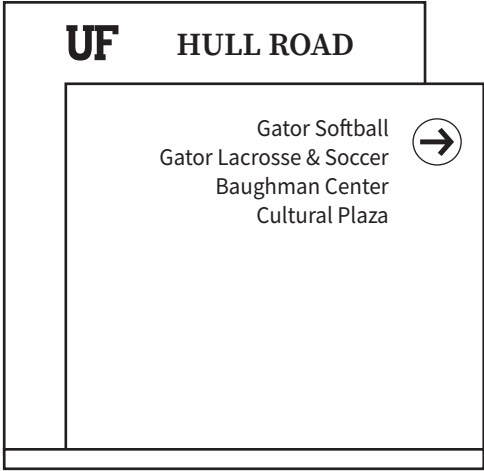 UF HULL ROAD
Gator Softball
Gator Lacrosse & Soccer
Baughman Center
Cultural Plaza